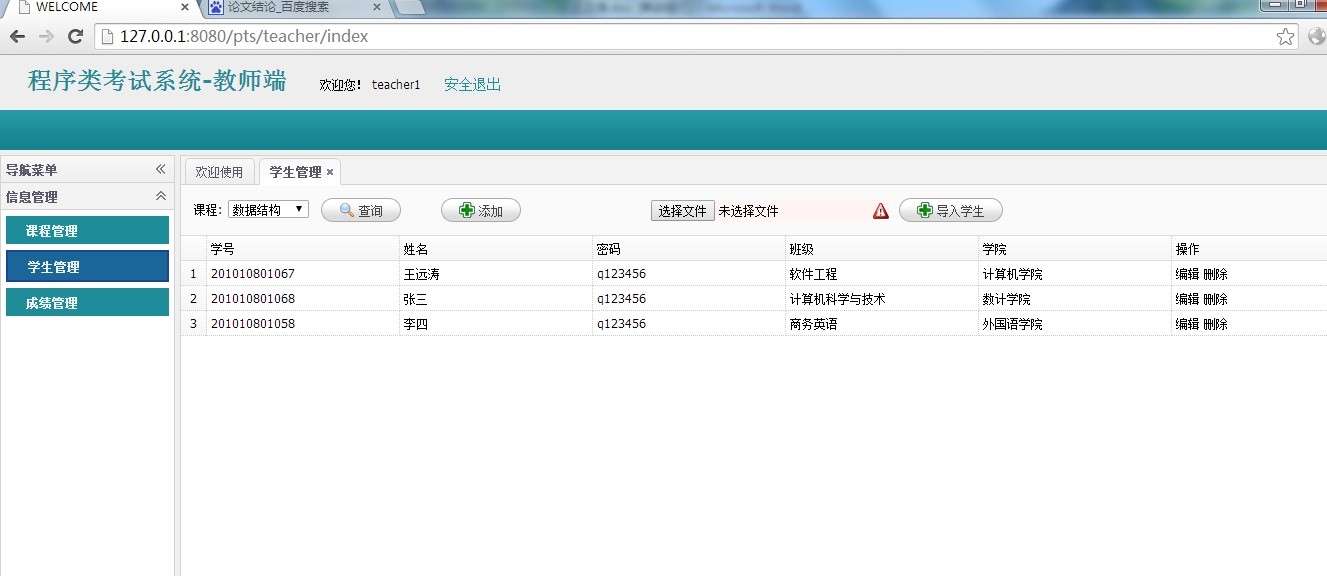 WELCOME
论文结论_百度搜索
127.0.0.1:8080/pts/teacher/index
程序类考试系统-教师端 欢迎您! teacher1 安全退出
导航菜单
信息管理
课程管理
学生管理
成绩管理
欢迎使用 学生管理
课程: 数据结构 查询 添加 选择文件 未选择文件 导入学生
学号 姓名 密码 班级 学院 操作
1 201010801067 王远涛 q123456 软件工程 计算机学院 编辑 删除
2 201010801068 张三 q123456 计算机科学与技术 数计学院 编辑 删除
3 201010801058 李四 q123456 商务英语 外国语学院 编辑 删除